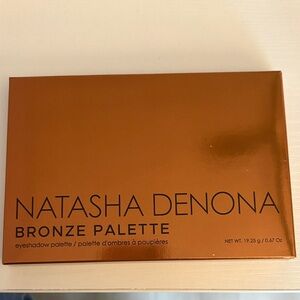 NATASHA DENONA
BRONZE PALETTE
eyeshadow palette / palette d'ombres à paupières
NET WT. 19.25 g / 0.67 Oz